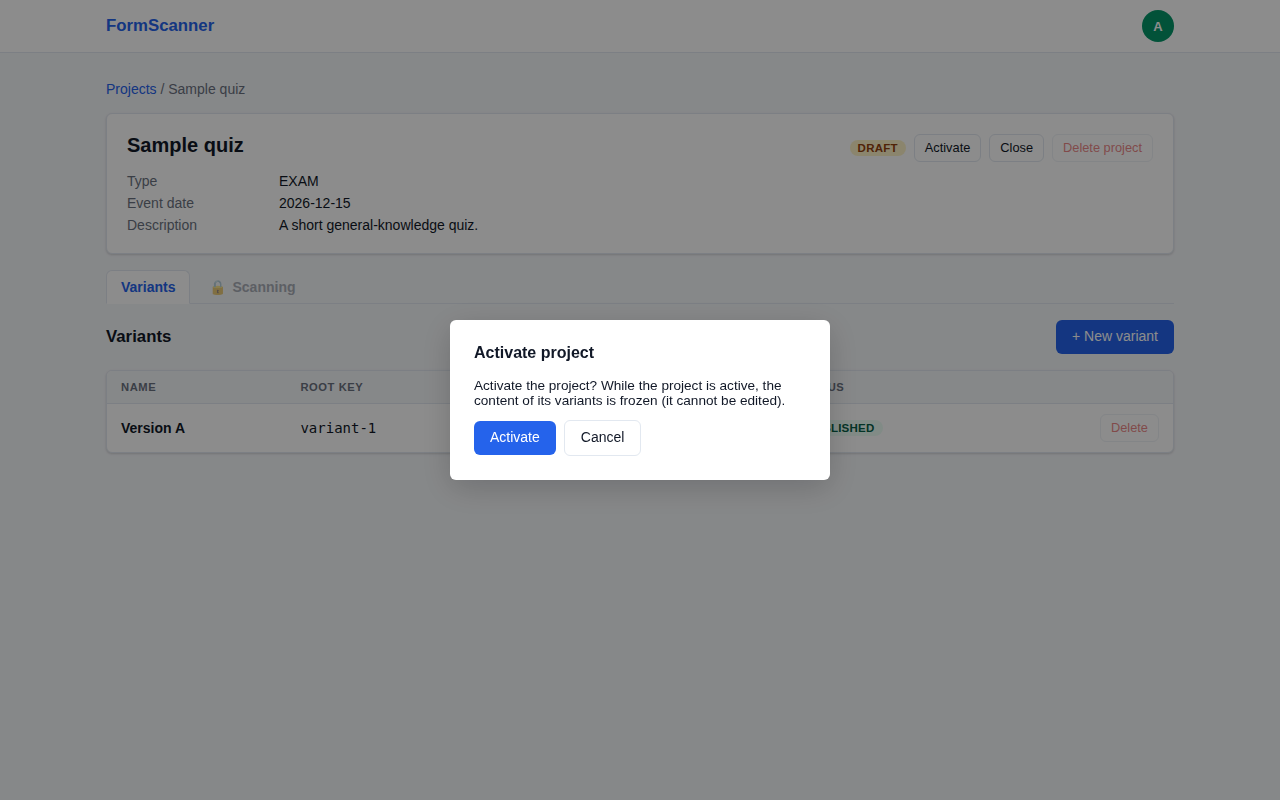 FormScanner
A
Projects / Sample quiz
Sample quiz
DRAFT
Activate
Close
Delete project
Type
EXAM
Event date
2026-12-15
Description
A short general-knowledge quiz.
Variants
🔒 Scanning
Variants
+ New variant
NAME
ROOT KEY
Version A
variant-1
Delete
Activate project
Activate the project? While the project is active, the
content of its variants is frozen (it cannot be edited).
Activate
Cancel